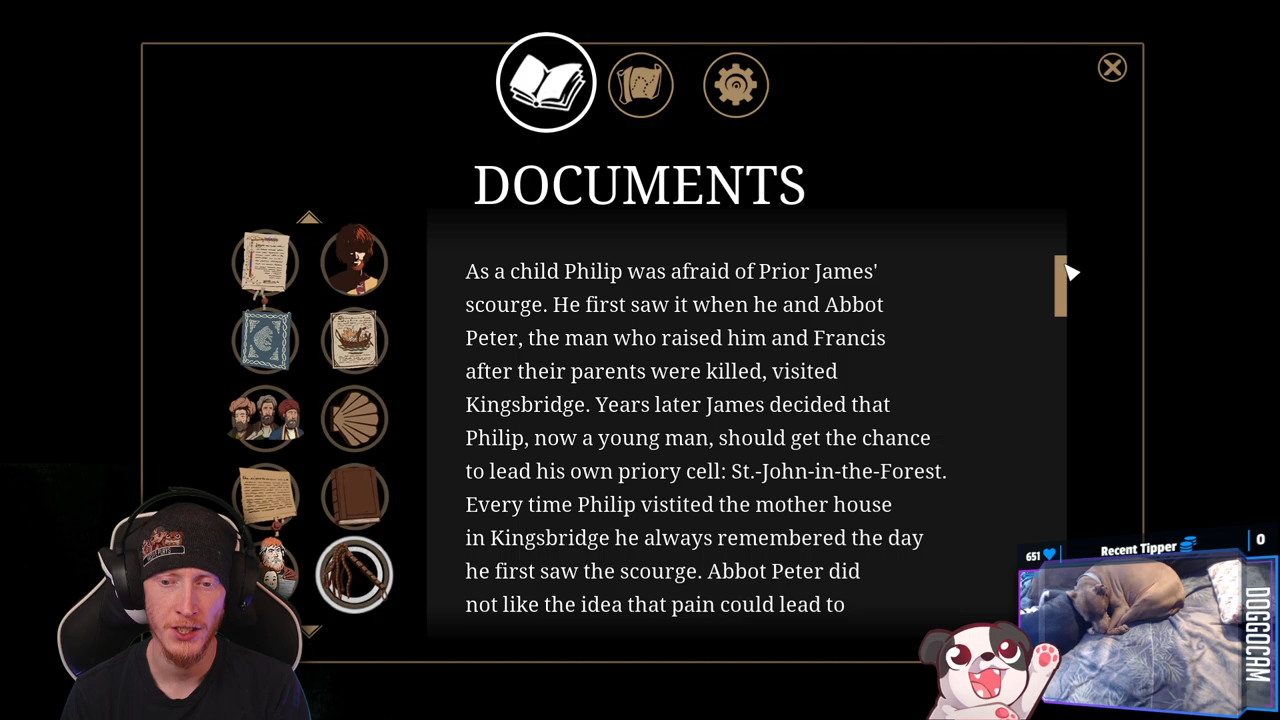 DOCUMENTS
As a child Philip was afraid of Prior James'
scourge. He first saw it when he and Abbot
Peter, the man who raised him and Francis
after their parents were killed, visited
Kingsbridge. Years later James decided that
Philip, now a young man, should get the chance
to lead his own priory cell: St.-John-in-the-Forest.
Every time Philip vistited the mother house
in Kingsbridge he always remembered the day
he first saw the scourge. Abbot Peter did
not like the idea that pain could lead to
651
Recent Tipper
0
DOGGOCAM